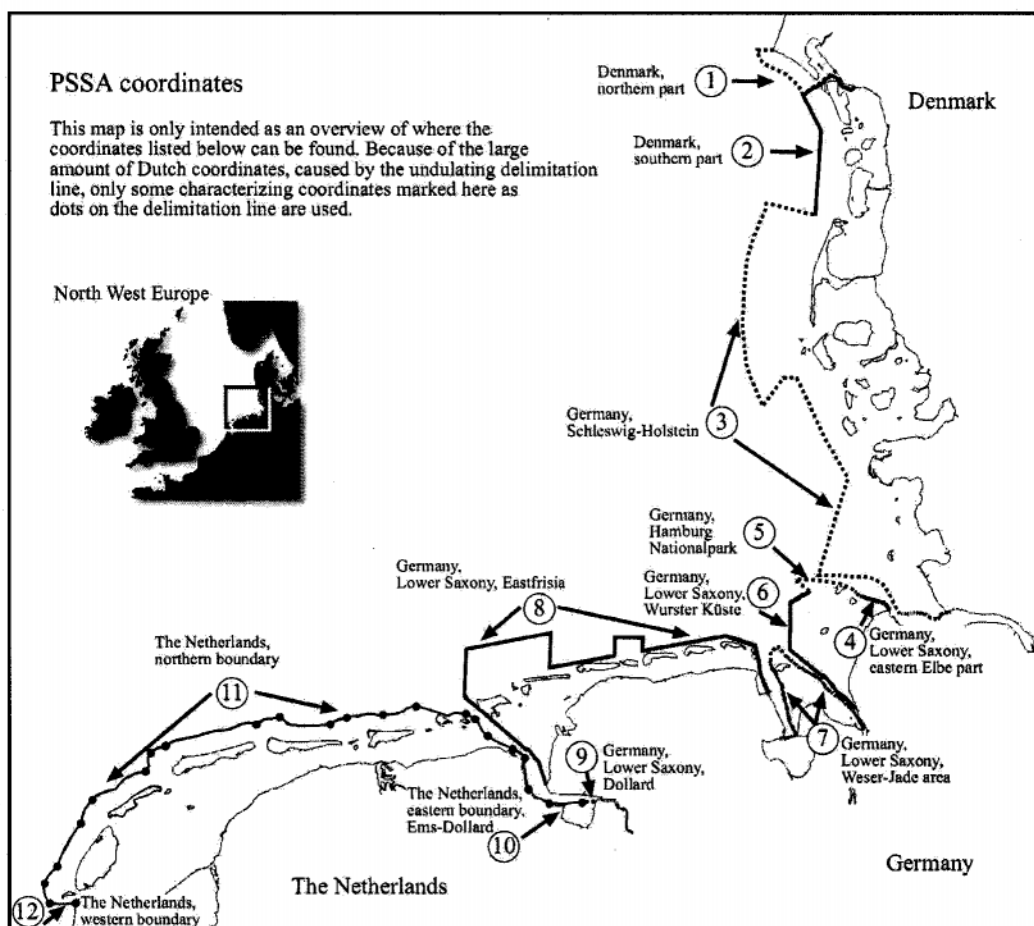 PSSA coordinates
This map is only intended as an overview of where the
coordinates listed below can be found. Because of the large
amount of Dutch coordinates, caused by the undulating delimitation
line, only some characterizing coordinates marked here as
dots on the delimitation line are used.
North West Europe
Denmark,
northern part
1
Denmark
Denmark,
southern part
2
Germany,
Schleswig-Holstein
3
Germany,
Hamburg
Nationalpark
5
Germany,
Lower Saxony,
Wurster Küste
6
4
Germany,
Lower Saxony,
eastern Elbe part
Germany,
Lower Saxony, Eastfrisia
8
The Netherlands,
northern boundary
11
7
Germany,
Lower Saxony,
Weser-Jade area
9
Germany,
Lower Saxony,
Dollard
The Netherlands,
eastern boundary,
Ems-Dollard
10
Germany
The Netherlands
12
The Netherlands,
western boundary